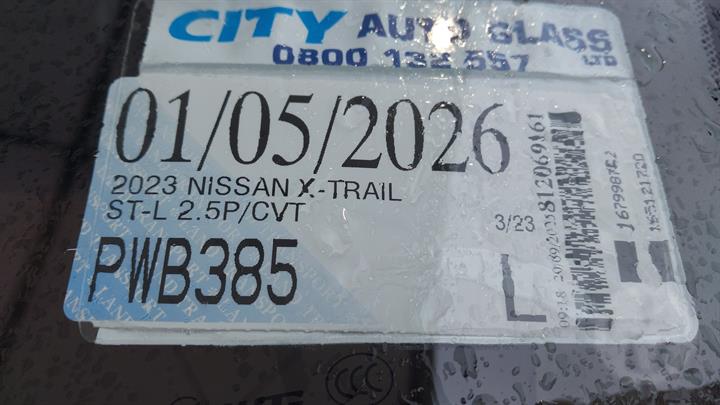 CITY AUTO GLASS
LTD
0800 132 557
01/05/2026
2023 NISSAN X-TRAIL
ST-L 2.5P/CVT
3/23
PWB385
L
812069161